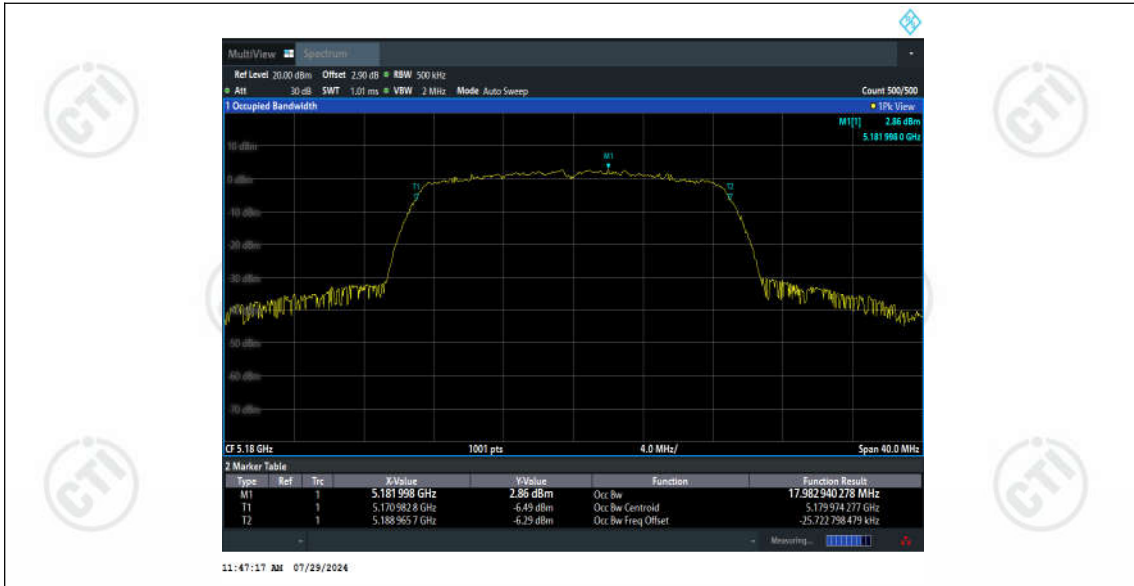 MultiView Spectrum
Ref Level 20.00 dBm Offset 2.90 dB RBW 500 kHz
Att 30 dB SWT 1.01 ms VBW 2 MHz Mode Auto Sweep Count 500/500
1 Occupied Bandwidth 1Pk View
M1[1] 2.86 dBm
5.181 998 0 GHz
10 dBm
M1
0 dBm
T1 T2
-10 dBm
-20 dBm
-30 dBm
-50 dBm
-60 dBm
-70 dBm
CF 5.18 GHz 1001 pts 4.0 MHz/ Span 40.0 MHz
2 Marker Table
Type Ref Trc X-Value Y-Value Function Function Result
M1 1 5.181 998 GHz 2.86 dBm Occ Bw 17.982 940 278 MHz
T1 1 5.170 982 8 GHz -6.49 dBm Occ Bw Centroid 5.179 974 277 GHz
T2 1 5.188 965 7 GHz -6.29 dBm Occ Bw Freq Offset -25.722 798 479 kHz
Measuring...
11:47:17 AM 07/29/2024
CTI
CTI
CTI
CTI